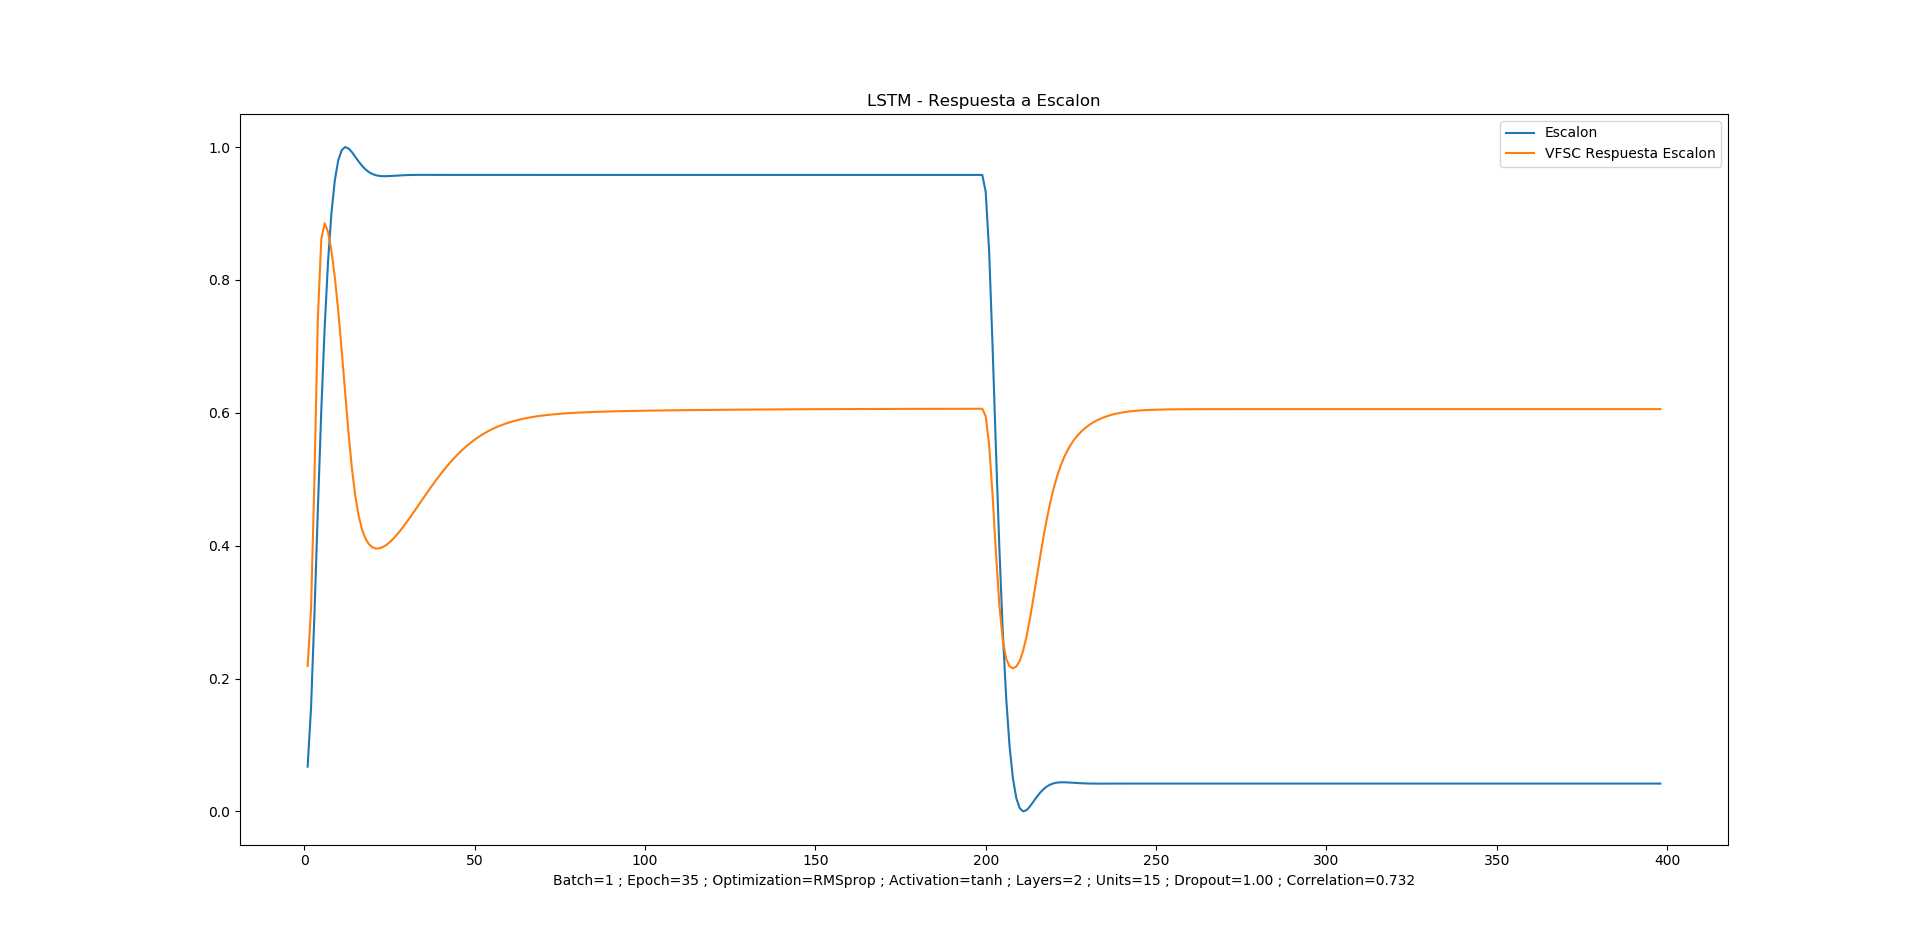 LSTM - Respuesta a Escalon
Escalon
VFSC Respuesta Escalon
1.0
0.8
0.6
0.4
0.2
0.0
0 50 100 150 200 250 300 350 400
Batch=1 ; Epoch=35 ; Optimization=RMSprop ; Activation=tanh ; Layers=2 ; Units=15 ; Dropout=1.00 ; Correlation=0.732